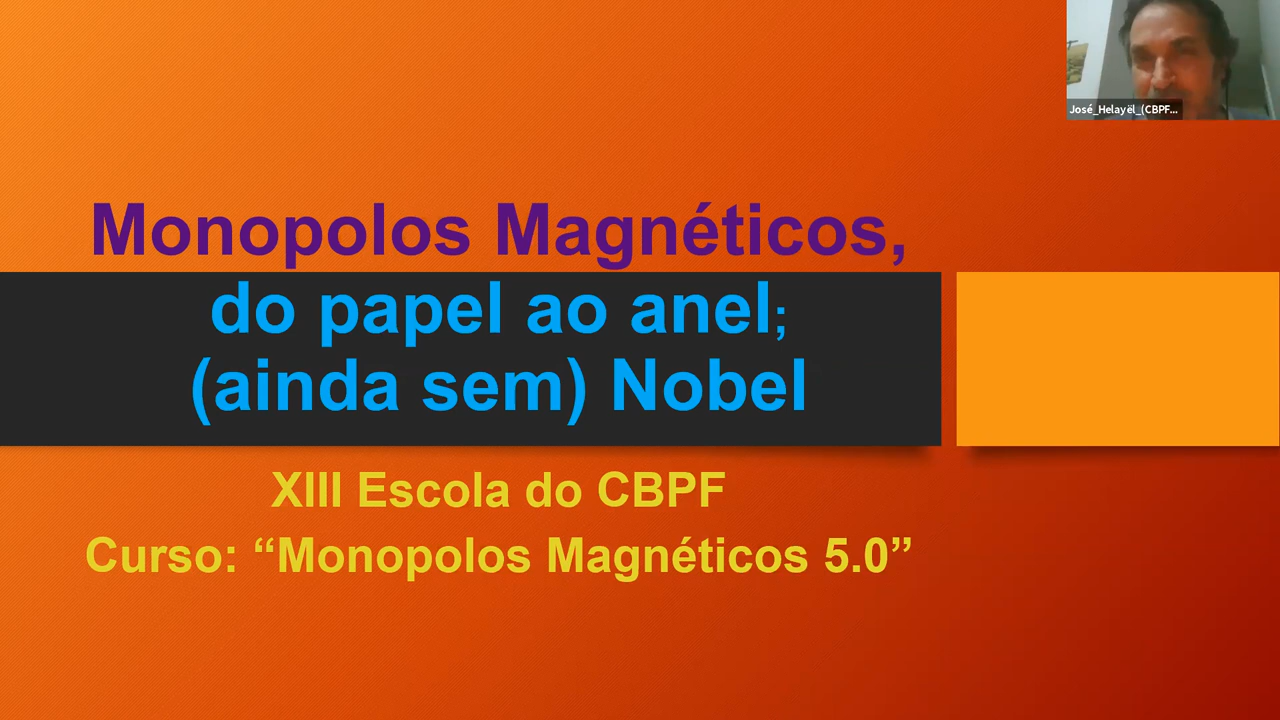 José_Helayël_(CBPF...
Monopolos Magnéticos,
do papel ao anel;
(ainda sem) Nobel
XIII Escola do CBPF
Curso: “Monopolos Magnéticos 5.0”